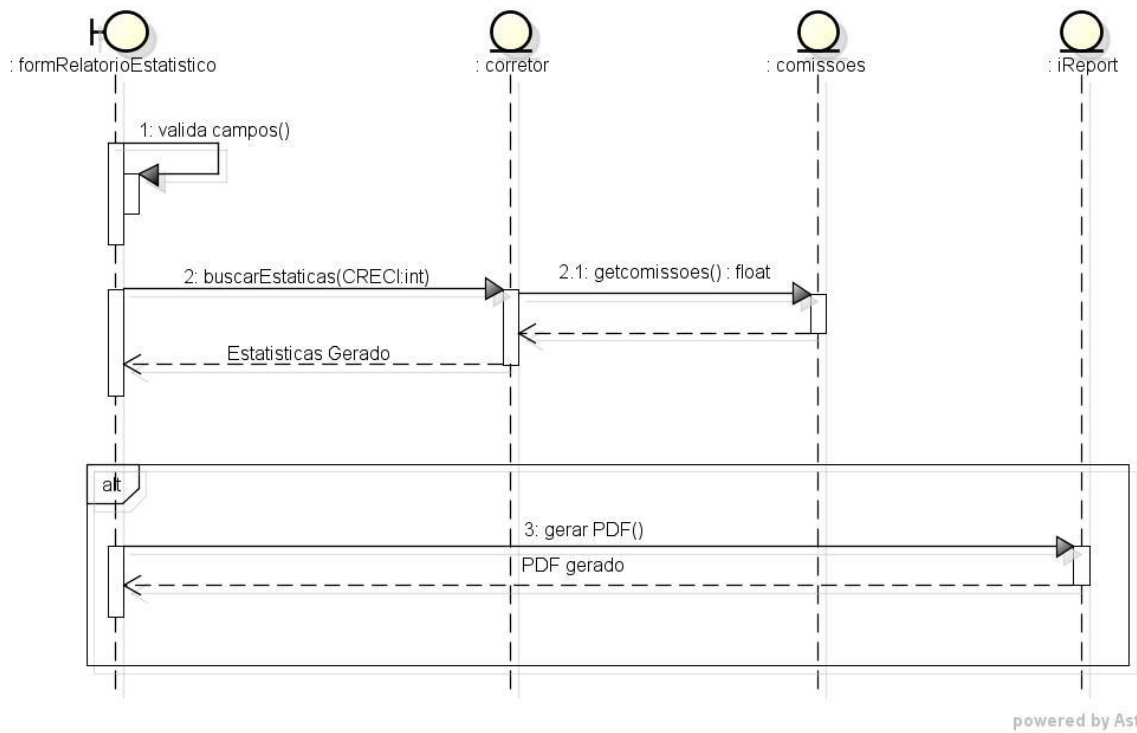 : formRelatorioEstatistico
: corretor
: comissoes
: iReport
1: valida campos()
2: buscarEstaticas(CRECI:int)
2.1: getcomissoes() : float
Estatisticas Gerado
alt
3: gerar PDF()
PDF gerado
powered by Ast